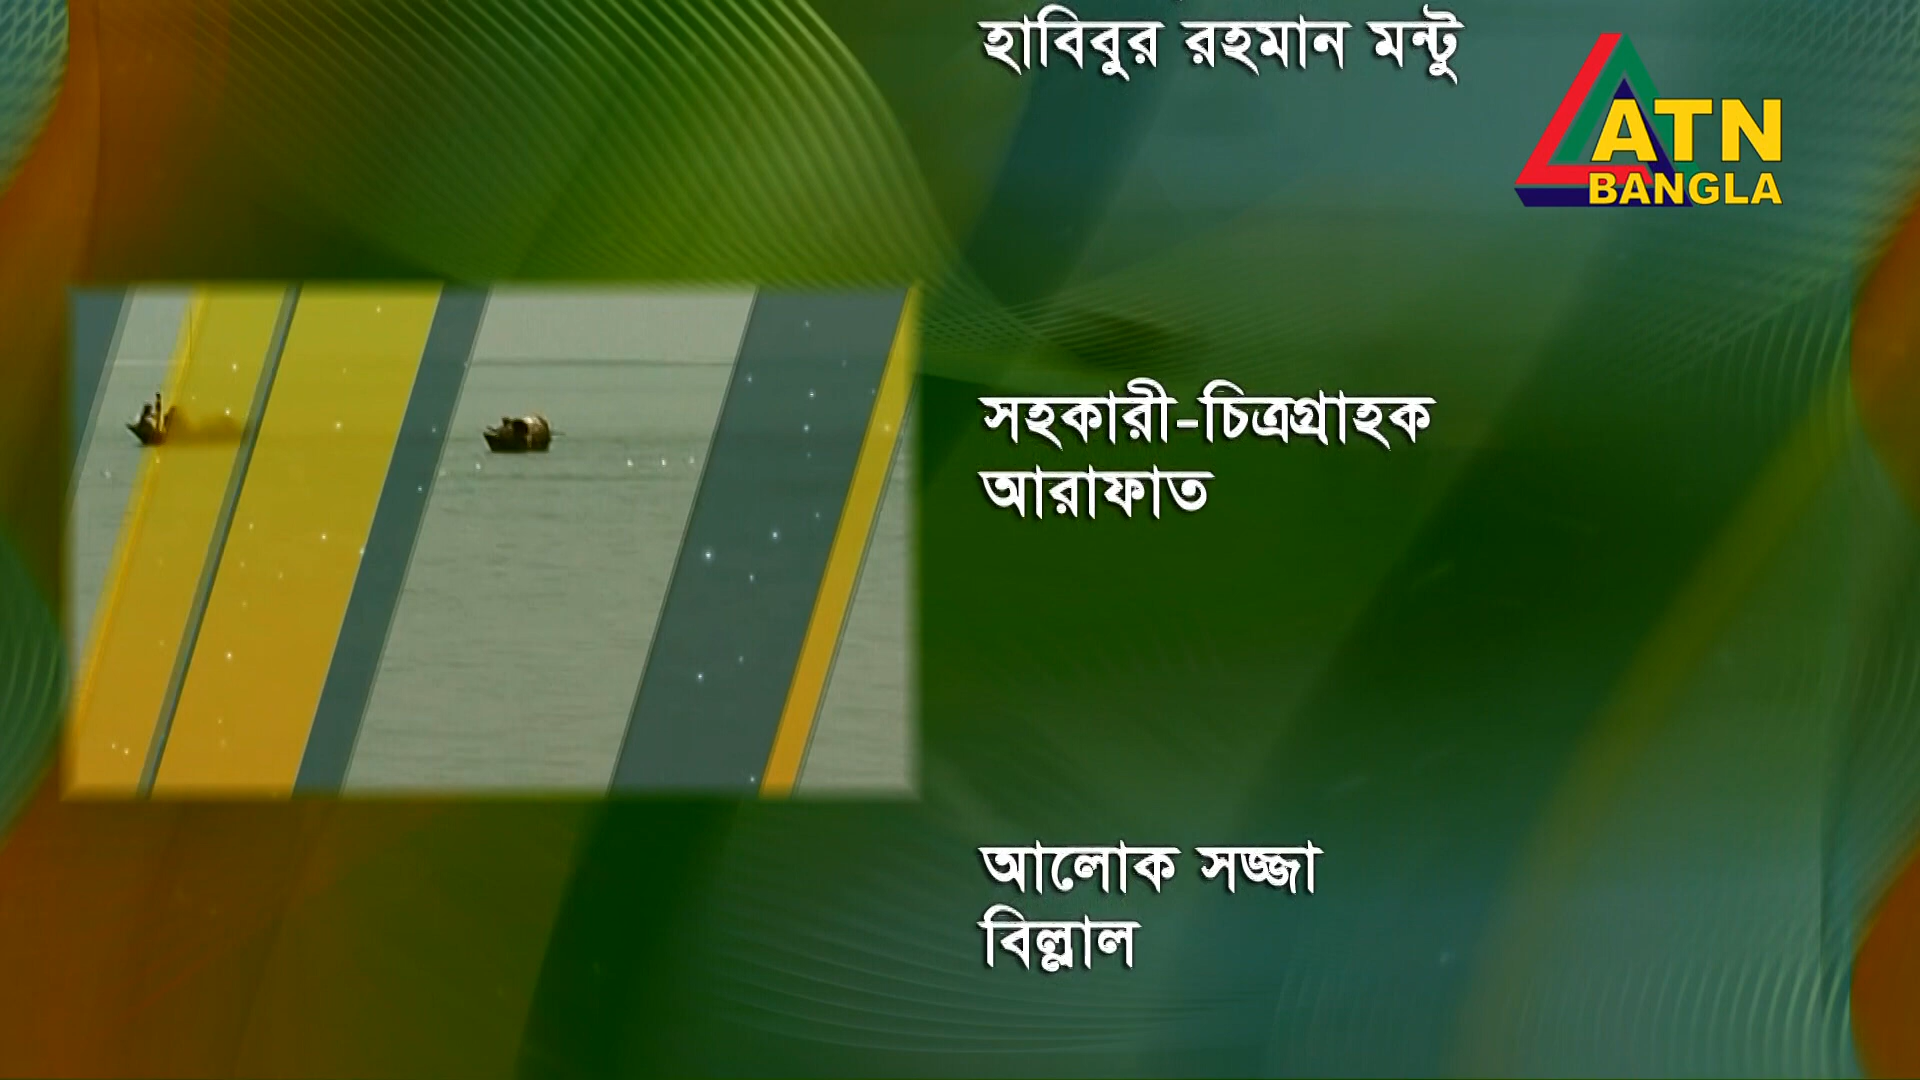 হাবিবুর রহমান মন্টু
ATN
BANGLA
সহকারী-চিত্রগ্রাহক
আরাফাত
আলোক সজ্জা
বিল্লাল